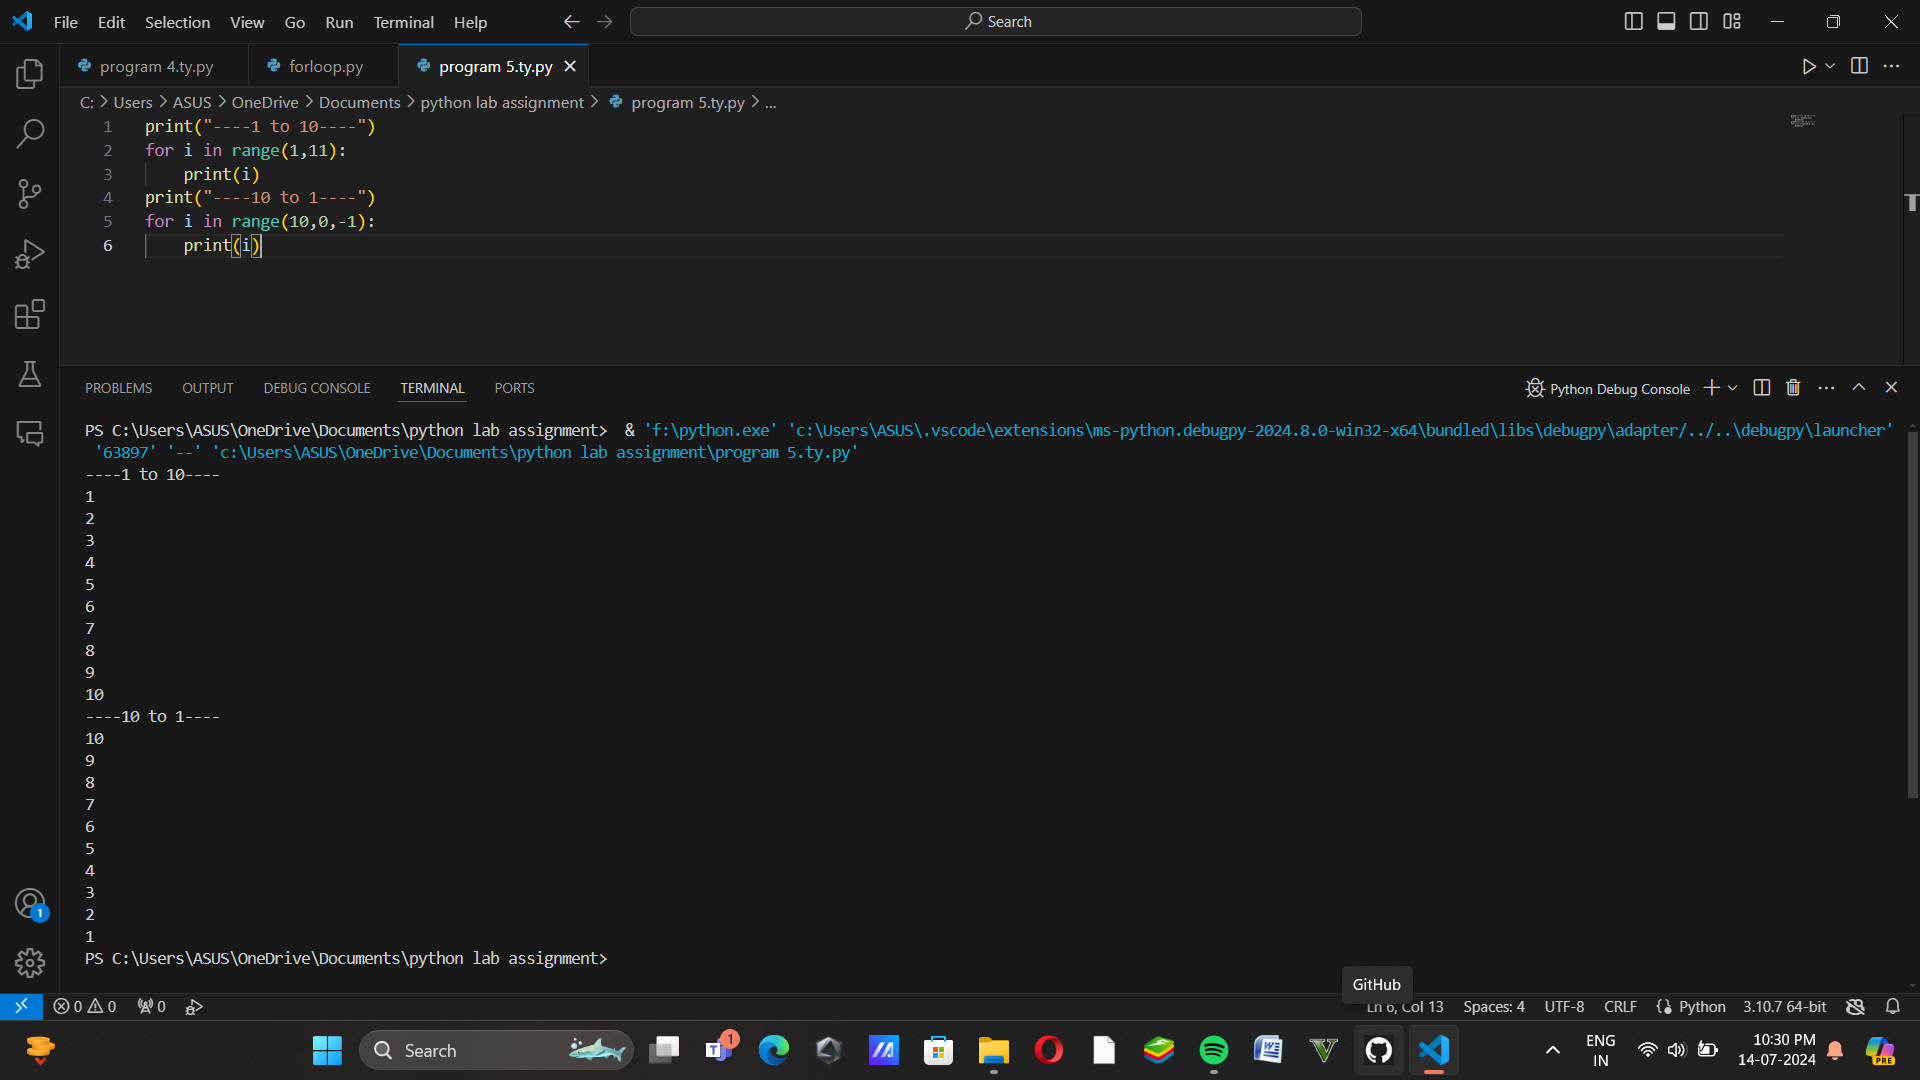 File Edit Selection View Go Run Terminal Help Search
program 4.ty.py forloop.py program 5.ty.py
C: > Users > ASUS > OneDrive > Documents > python lab assignment > program 5.ty.py > ...
1 print("----1 to 10----")
2 for i in range(1,11):
3     print(i)
4 print("----10 to 1----")
5 for i in range(10,0,-1):
6     print(i)
PROBLEMS OUTPUT DEBUG CONSOLE TERMINAL PORTS Python Debug Console
PS C:\Users\ASUS\OneDrive\Documents\python lab assignment>  & 'f:\python.exe' 'c:\Users\ASUS\.vscode\extensions\ms-python.debugpy-2024.8.0-win32-x64\bundled\libs\debugpy\adapter/../..\debugpy\launcher'
'63897' '--' 'c:\Users\ASUS\OneDrive\Documents\python lab assignment\program 5.ty.py'
----1 to 10----
1
2
3
4
5
6
7
8
9
10
----10 to 1----
10
9
8
7
6
5
4
3
2
1
PS C:\Users\ASUS\OneDrive\Documents\python lab assignment>
1
GitHub
0 0 0 Ln 6, Col 13 Spaces: 4 UTF-8 CRLF Python 3.10.7 64-bit
Search 1 ENG 10:30 PM
IN 14-07-2024 PRE